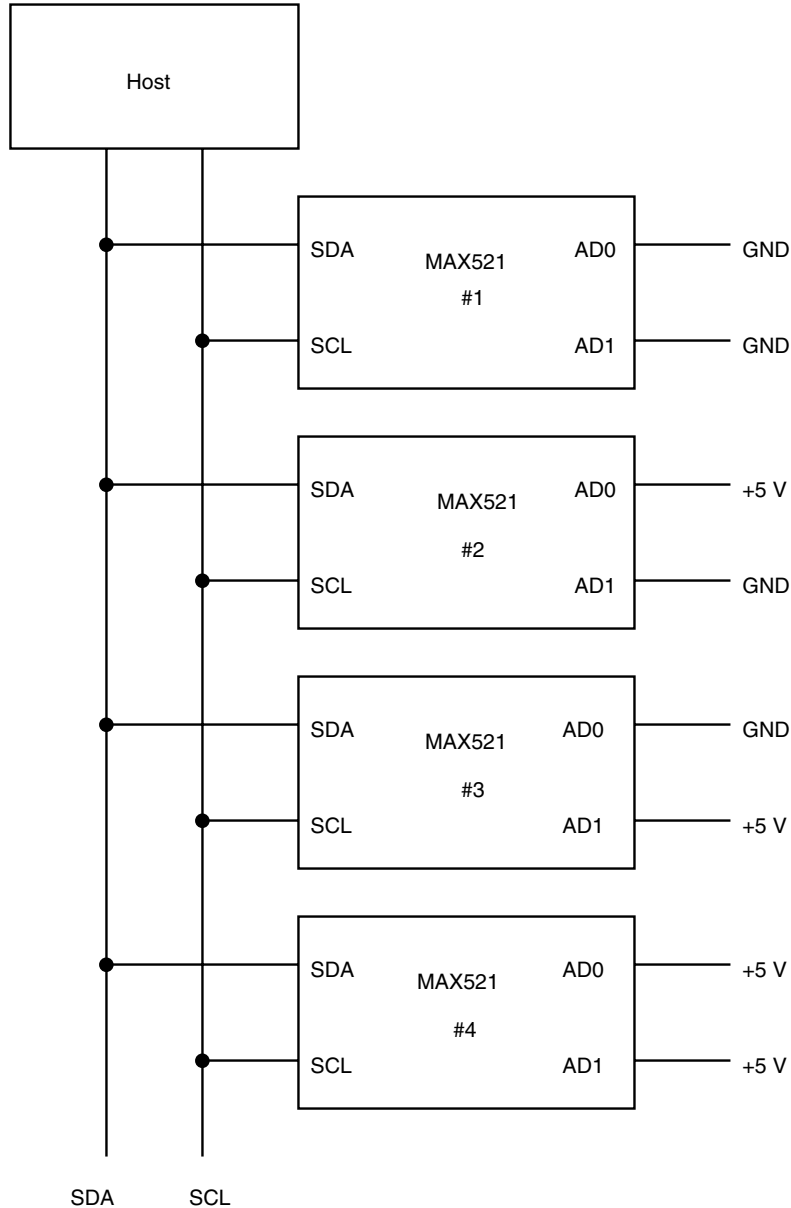 Host
SDA MAX521 AD0 GND
#1
SCL AD1 GND
SDA MAX521 AD0 +5 V
#2
SCL AD1 GND
SDA MAX521 AD0 GND
#3
SCL AD1 +5 V
SDA MAX521 AD0 +5 V
#4
SCL AD1 +5 V
SDA SCL